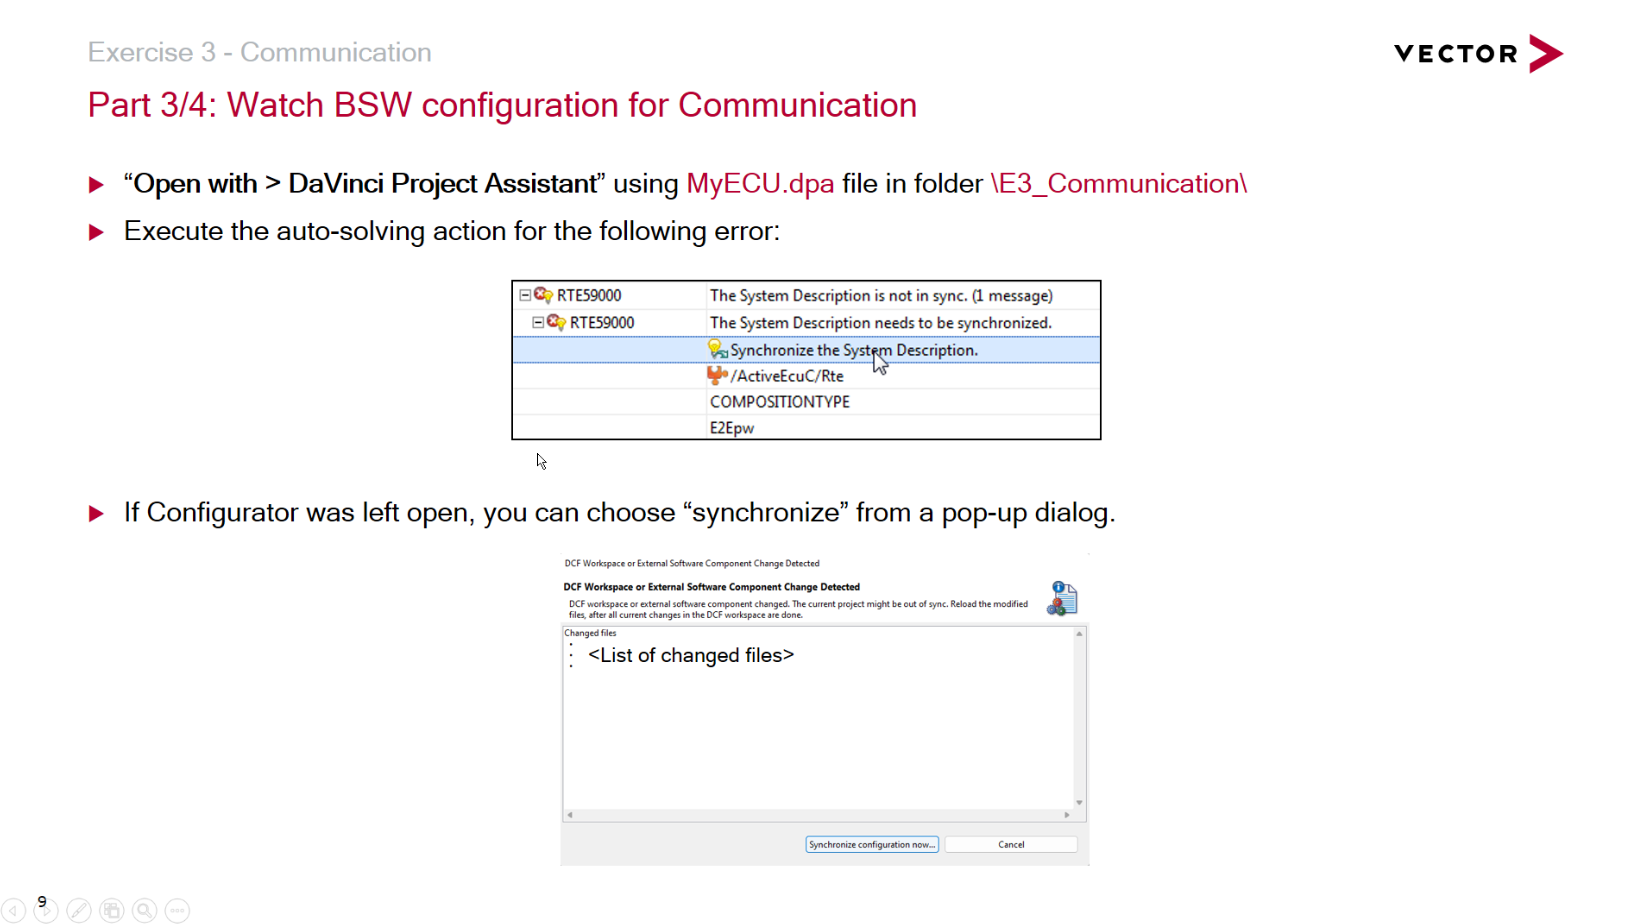 Exercise 3 - Communication
VECTOR
Part 3/4: Watch BSW configuration for Communication
“Open with > DaVinci Project Assistant” using MyECU.dpa file in folder \E3_Communication\
Execute the auto-solving action for the following error:
RTE59000 The System Description is not in sync. (1 message)
RTE59000 The System Description needs to be synchronized.
Synchronize the System Description.
/ActiveEcuC/Rte
COMPOSITIONTYPE
E2Epw
If Configurator was left open, you can choose “synchronize” from a pop-up dialog.
DCF Workspace or External Software Component Change Detected
DCF Workspace or External Software Component Change Detected
DCF workspace or external software component changed. The current project might be out of sync. Reload the modified
files, after all current changes in the DCF workspace are done.
Changed files
<List of changed files>
Synchronize configuration now... Cancel
9